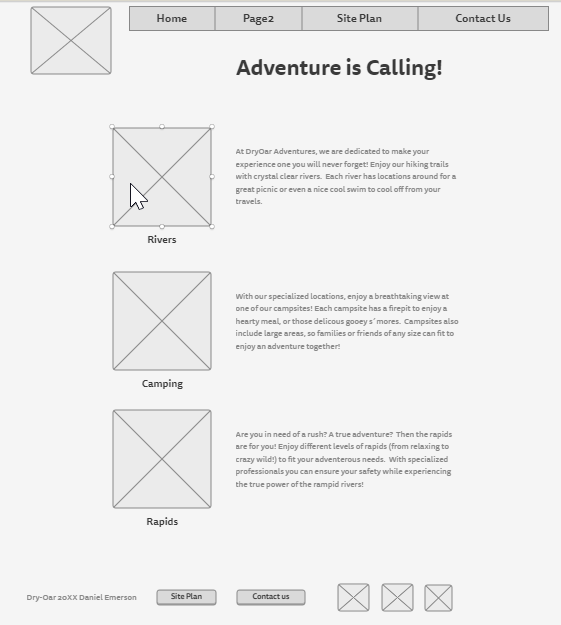 Home Page2 Site Plan Contact Us
Adventure is Calling!
At DryOar Adventures, we are dedicated to make your
experience one you will never forget! Enjoy our hiking trails
with crystal clear rivers. Each river has locations around for a
great picnic or even a nice cool swim to cool off from your
travels.
Rivers
With our specialized locations, enjoy a breathtaking view at
one of our campsites! Each campsite has a firepit to enjoy a
hearty meal, or those delicous gooey s'mores. Campsites also
include large areas, so families or friends of any size can fit to
enjoy an adventure together!
Camping
Are you in need of a rush? A true adventure? Then the rapids
are for you! Enjoy different levels of rapids (from relaxing to
crazy wild!) to fit your adventerous needs. With specialized
professionals you can ensure your safety while experiencing
the true power of the rampid rivers!
Rapids
Dry-Oar 20XX Daniel Emerson Site Plan Contact us